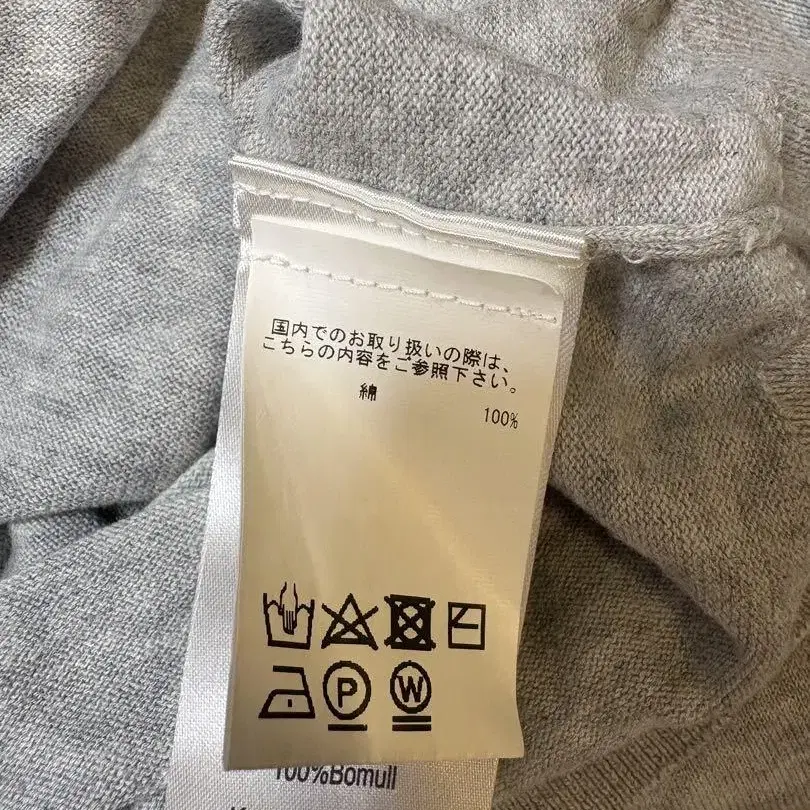 国内でのお取り扱いの際は、
こちらの内容をご参照下さい。
綿
100%
P
W
100%Bomull